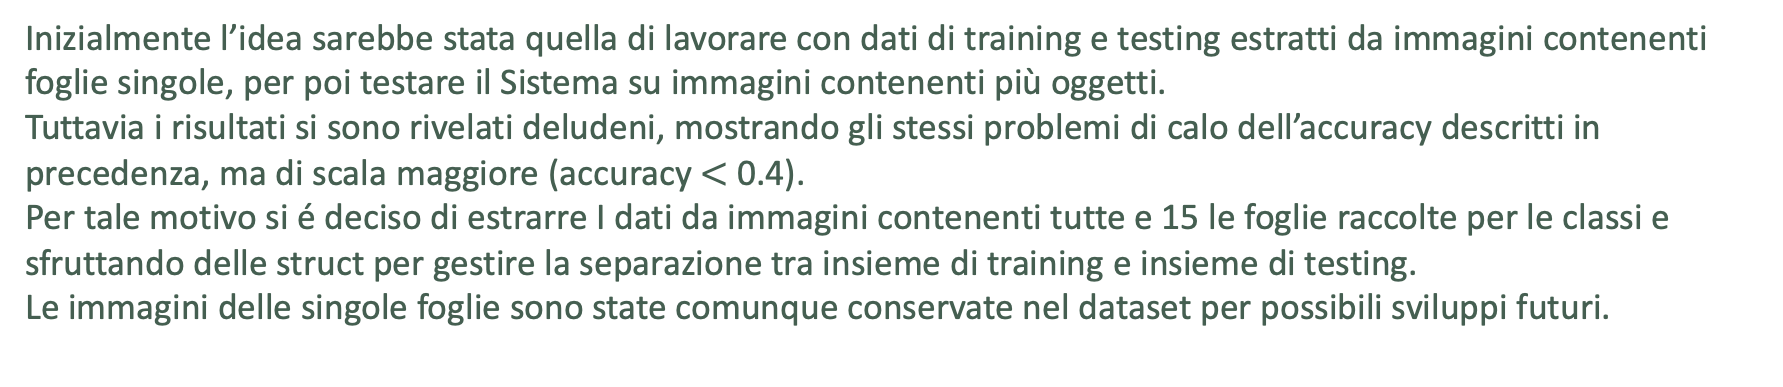 Inizialmente l’idea sarebbe stata quella di lavorare con dati di training e testing estratti da immagini contenenti
foglie singole, per poi testare il Sistema su immagini contenenti più oggetti.
Tuttavia i risultati si sono rivelati deludeni, mostrando gli stessi problemi di calo dell’accuracy descritti in
precedenza, ma di scala maggiore (accuracy < 0.4).
Per tale motivo si é deciso di estrarre I dati da immagini contenenti tutte e 15 le foglie raccolte per le classi e
sfruttando delle struct per gestire la separazione tra insieme di training e insieme di testing.
Le immagini delle singole foglie sono state comunque conservate nel dataset per possibili sviluppi futuri.